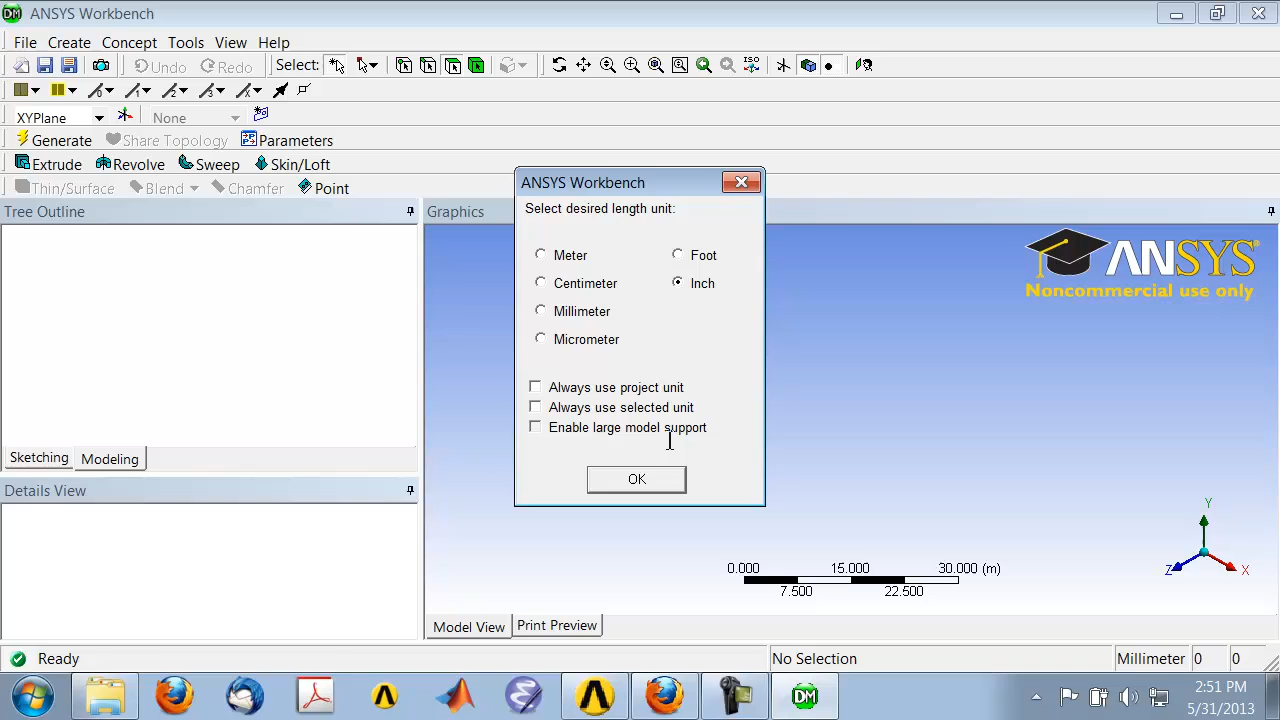 DM ANSYS Workbench
File Create Concept Tools View Help
Undo Redo Select: ISO
XYPlane None
Generate Share Topology Parameters
Extrude Revolve Sweep Skin/Loft
Thin/Surface Blend Chamfer Point
Tree Outline
Graphics
ANSYS Workbench
Select desired length unit:
Meter Foot
Centimeter Inch
Millimeter
Micrometer
Always use project unit
Always use selected unit
Enable large model support
OK
ANSYS
Noncommercial use only
Sketching Modeling
Details View
0.000 15.000 30.000 (m)
7.500 22.500
Y
Z X
Model View Print Preview
Ready No Selection Millimeter 0 0
DM
2:51 PM
5/31/2013